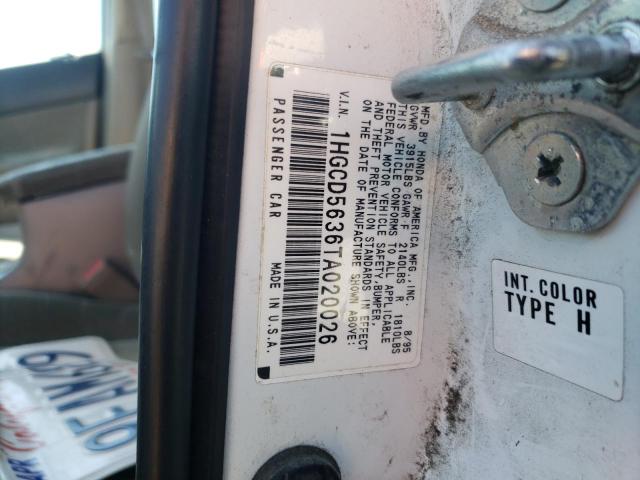 MFD.BY HONDA OF AMERICA MFG.,INC. 8/95
GVWR 3915LBS GAWR F 2140LBS R 1810LBS
THIS VEHICLE CONFORMS TO ALL APPLICABLE
FEDERAL MOTOR VEHICLE SAFETY,BUMPER,
AND THEFT PREVENTION STANDARDS IN EFFECT
ON THE DATE OF MANUFACTURE SHOWN ABOVE:
V.I.N. 1HGCD5636TA020026
PASSENGER CAR MADE IN U.S.A.
INT.COLOR
TYPE H